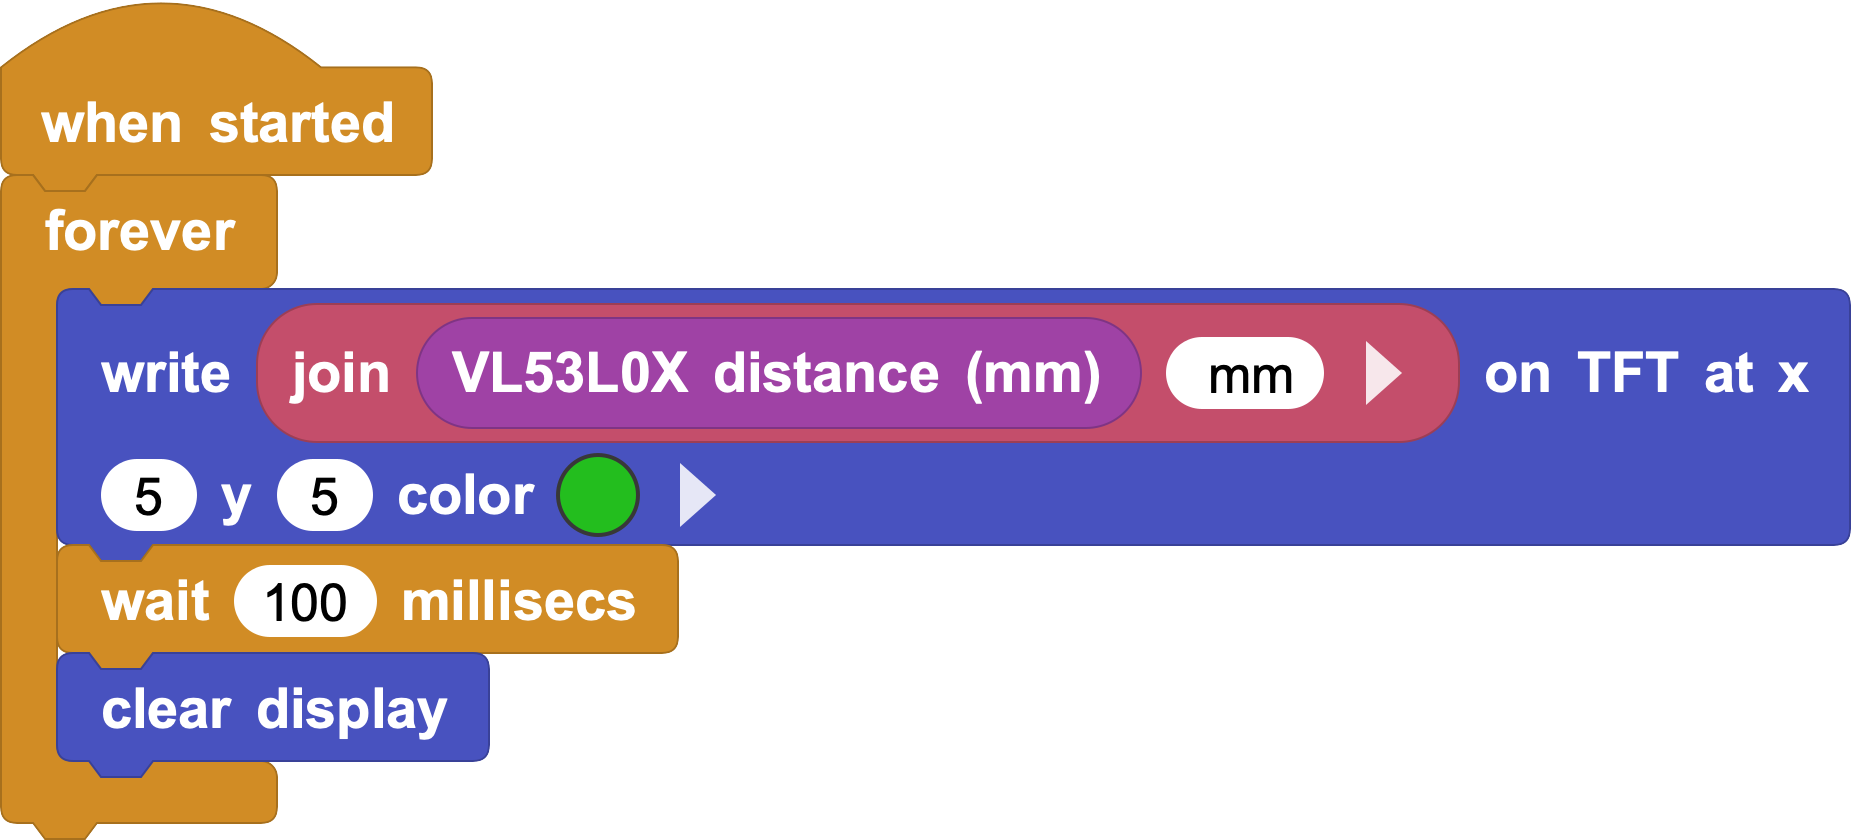 when started
forever
write join VL53L0X distance (mm) mm on TFT at x
5 y 5 color
wait 100 millisecs
clear display